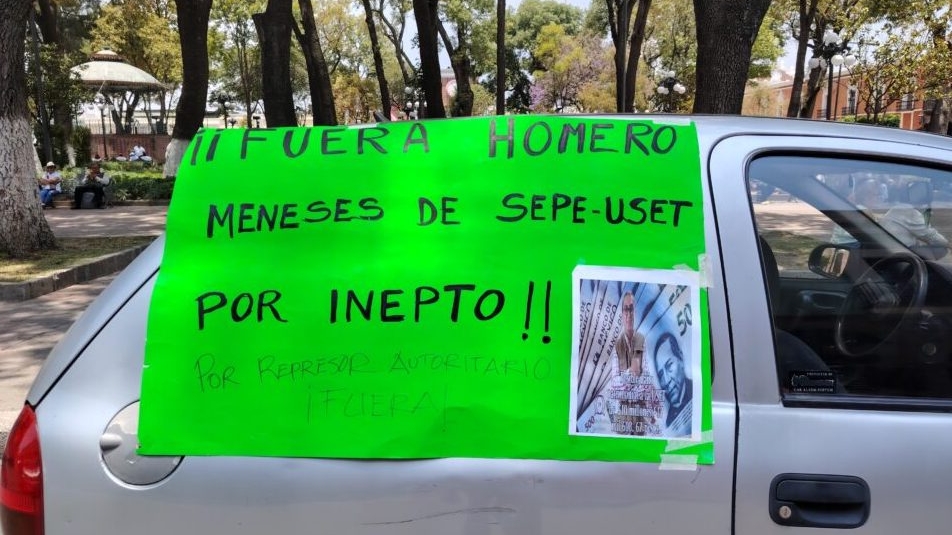 ¡¡FUERA HOMERO
MENESES DE SEPE-USET
POR INEPTO!!
POR REPRESOR AUTORITARIO
¡FUERA!